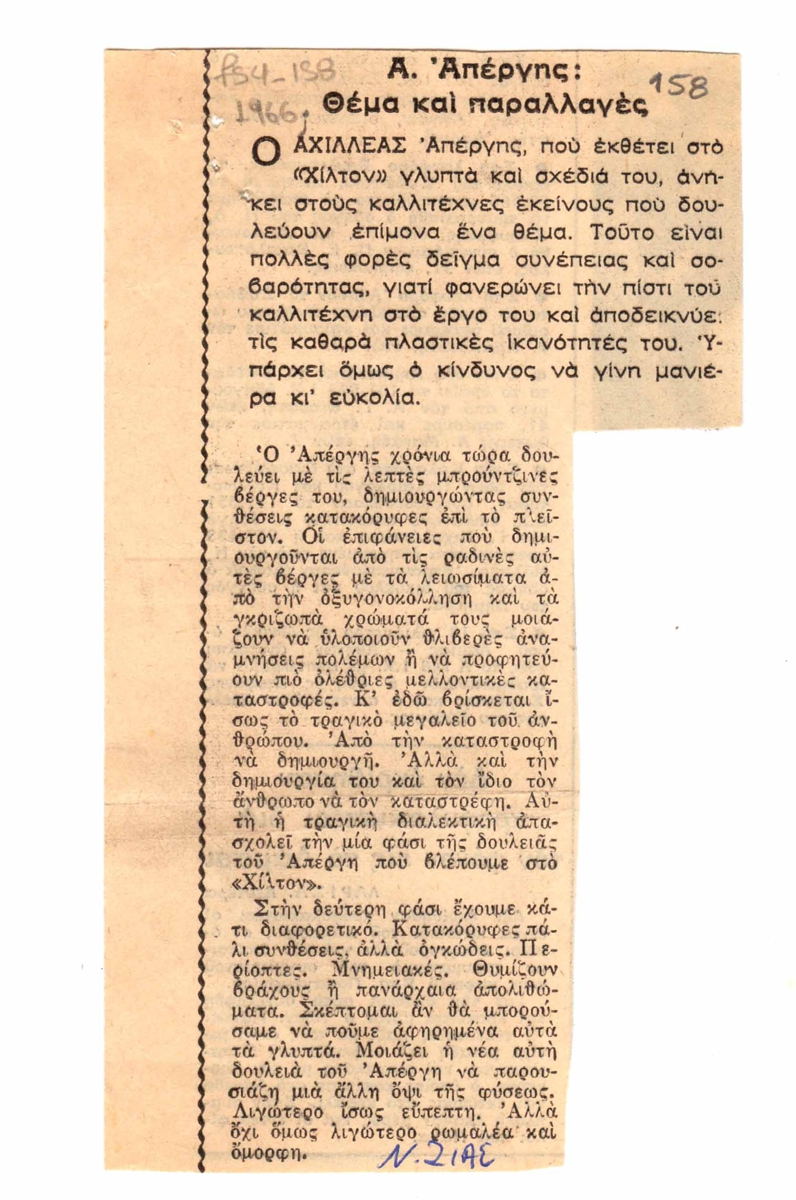 f54-158
1966
158
Ἀ. Ἀπέργης:
Θέμα καὶ παραλλαγὲς
Ο ΑΧΙΛΛΕΑΣ Ἀπέργης, ποὺ ἐκθέτει στὸ
«Χίλτον» γλυπτὰ καὶ σχέδιά του, ἀνή-
κει στοὺς καλλιτέχνες ἐκείνους ποὺ δου-
λεύουν ἐπίμονα ἕνα θέμα. Τοῦτο εἶναι
πολλὲς φορὲς δεῖγμα συνέπειας καὶ σο-
βαρότητας, γιατί φανερώνει τὴν πίστι τοῦ
καλλιτέχνη στὸ ἔργο του καὶ ἀποδεικνύε:
τὶς καθαρὰ πλαστικὲς ἱκανότητές του. Ὑ-
πάρχει ὅμως ὁ κίνδυνος νὰ γίνη μανιέ-
ρα κι' εὐκολία.
Ὁ Ἀπέργης χρόνια τώρα δου-
λεύει μὲ τὶς λεπτὲς μπρούντζινες
βέργες του, δημιουργώντας συν-
θέσεις κατακόρυφες ἐπὶ τὸ πλεῖ-
στον. Οἱ ἐπιφάνειες ποὺ δημι-
ουργοῦνται ἀπὸ τὶς ραδινὲς αὐ-
τὲς βέργες μὲ τὰ λειωσίματα ἀ-
πὸ τὴν ὀξυγονοκόλληση καὶ τὰ
γκριζωπὰ χρώματά τους μοιά-
ζουν νὰ ὑλοποιοῦν θλιβερὲς ἀνα-
μνήσεις πολέμων ἢ νὰ προφητεύ-
ουν πιὸ ὀλέθριες μελλοντικὲς κα-
ταστροφές. Κ' ἐδῶ βρίσκεται ἴ-
σως τὸ τραγικὸ μεγαλεῖο τοῦ ἀν-
θρώπου. Ἀπὸ τὴν καταστροφὴ
νὰ δημιουργῆ. Ἀλλὰ καὶ τὴν
δημιουργία του καὶ τὸν ἴδιο τὸν
ἄνθρωπο νὰ τὸν καταστρέφη. Αὐ-
τὴ ἡ τραγικὴ διαλεκτικὴ ἀπα-
σχολεῖ τὴν μία φάσι τῆς δουλειᾶς
τοῦ Ἀπέργη ποὺ βλέπουμε στὸ
«Χίλτον».
Στὴν δεύτερη φάσι ἔχουμε κά-
τι διαφορετικό. Κατακόρυφες πά-
λι συνθέσεις, ἀλλὰ ὀγκώδεις. Πε-
ρίοπτες. Μνημειακές. Θυμίζουν
βράχους ἢ πανάρχαια ἀπολιθώ-
ματα. Σκέπτομαι ἂν θὰ μπορού-
σαμε νὰ ποῦμε ἀφηρημένα αὐτὰ
τὰ γλυπτά. Μοιάζει ἡ νέα αὐτὴ
δουλειὰ τοῦ Ἀπέργη νὰ παρου-
σιάζη μιὰ ἄλλη ὄψι τῆς φύσεως.
Λιγώτερο ἴσως εὔπεπτη. Ἀλλὰ
ὄχι ὅμως λιγώτερο ρωμαλέα καὶ
ὄμορφη.
Ν. ΖΙΑΣ